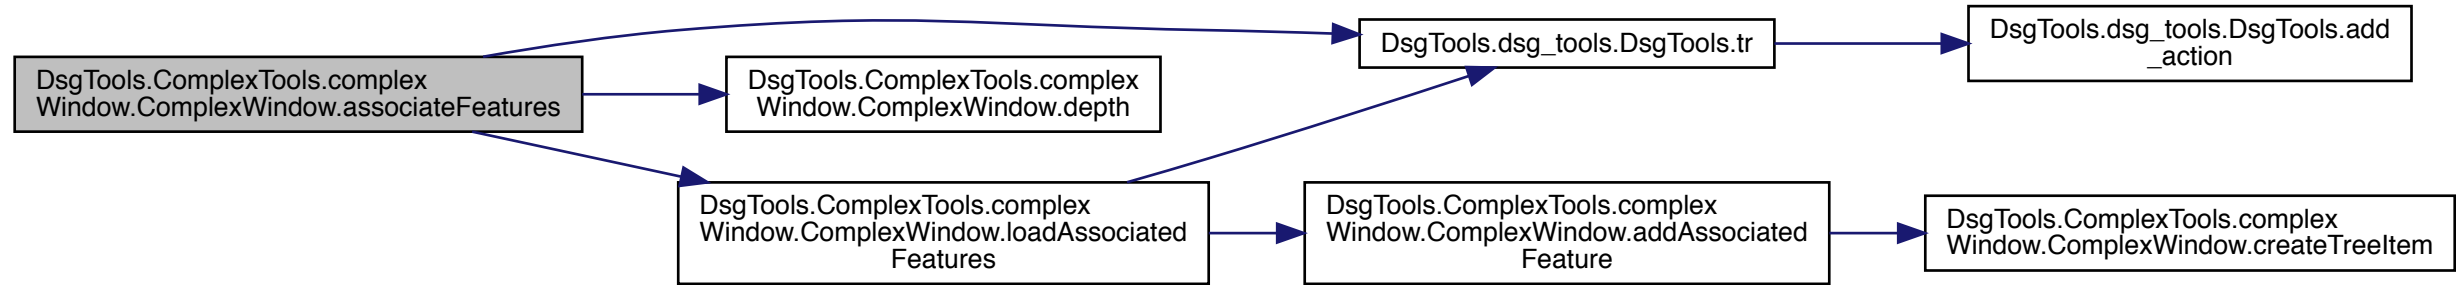 DsgTools.ComplexTools.complex
Window.ComplexWindow.associateFeatures
DsgTools.ComplexTools.complex
Window.ComplexWindow.depth
DsgTools.dsg_tools.DsgTools.tr
DsgTools.dsg_tools.DsgTools.add
_action
DsgTools.ComplexTools.complex
Window.ComplexWindow.loadAssociated
Features
DsgTools.ComplexTools.complex
Window.ComplexWindow.addAssociated
Feature
DsgTools.ComplexTools.complex
Window.ComplexWindow.createTreeItem